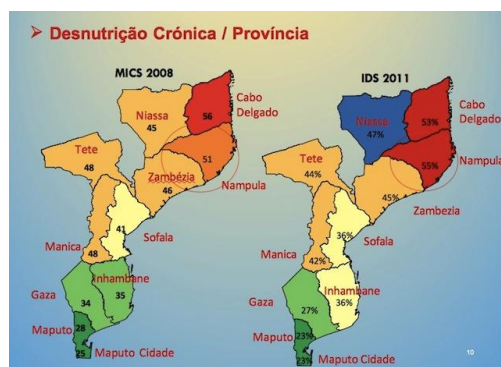 ➤ Desnutrição Crónica / Província
MICS 2008
Niassa
45
56
Cabo
Delgado
Tete
48
51
Zambézia
46
Nampula
41
Sofala
Manica
48
Inhambane
35
Gaza
34
Maputo
28
25
Maputo Cidade
IDS 2011
Niassa
47%
53%
Cabo
Delgado
Tete
44%
55%
Nampula
45%
Zambezia
36%
Sofala
Manica
42%
Inhambane
36%
Gaza
27%
Maputo
23%
23%
Maputo Cidade
10